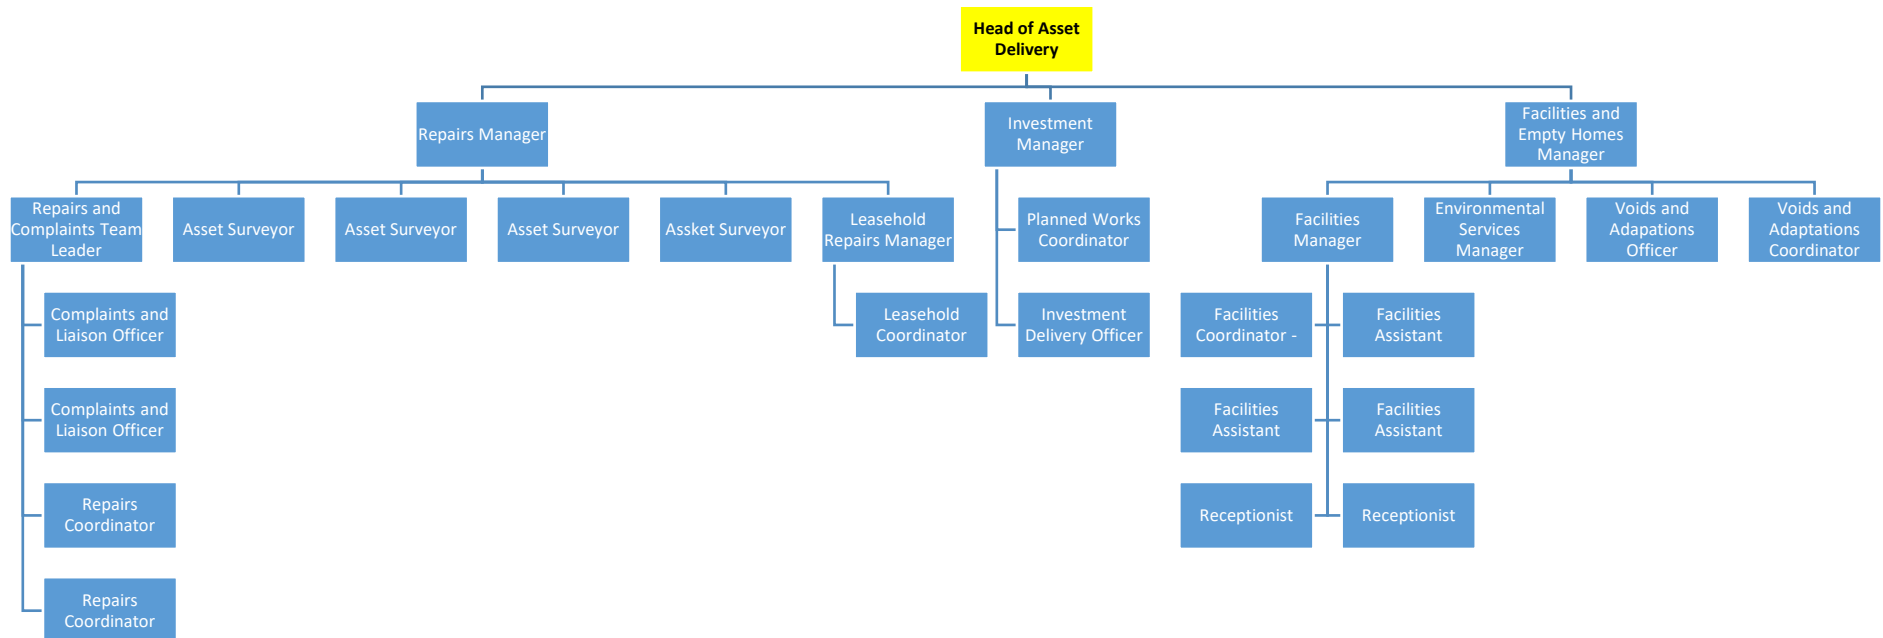 Head of Asset
Delivery
Repairs Manager
Investment
Manager
Facilities and
Empty Homes
Manager
Repairs and
Complaints Team
Leader
Asset Surveyor
Asset Surveyor
Asset Surveyor
Assket Surveyor
Leasehold
Repairs Manager
Planned Works
Coordinator
Facilities
Manager
Environmental
Services
Manager
Voids and
Adapations
Officer
Voids and
Adaptations
Coordinator
Complaints and
Liaison Officer
Leasehold
Coordinator
Investment
Delivery Officer
Facilities
Coordinator -
Facilities
Assistant
Complaints and
Liaison Officer
Facilities
Assistant
Facilities
Assistant
Repairs
Coordinator
Receptionist
Receptionist
Repairs
Coordinator